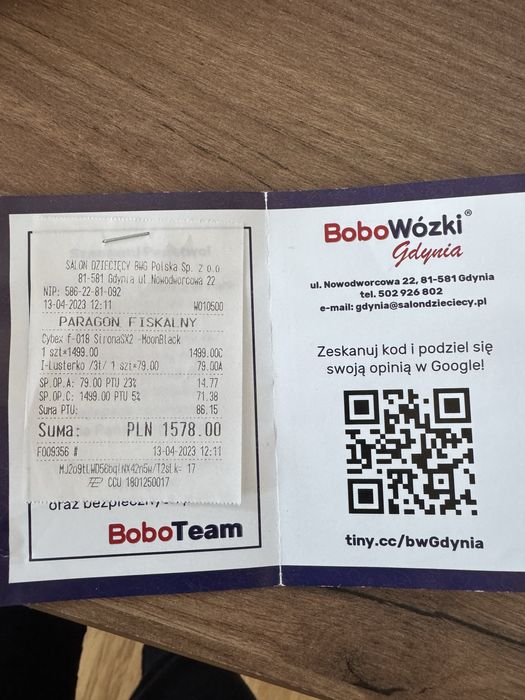 SALON DZIECIĘCY BWG Polska Sp. z o.o
81-581 Gdynia ul.Nowodworcowa 22
NIP: 586-22-81-092
13-04-2023 12:11 W010500
PARAGON FISKALNY
Cybex f-018 SironaSX2 -MoonBlack
1 szt*1499.00 1499.00C
I-Lusterko /3f/ 1 szt*79.00 79.00A
SP.OP.A: 79.00 PTU 23% 14.77
SP.OP.C: 1499.00 PTU 5% 71.38
Suma PTU: 86.15
Suma: PLN 1578.00
F009356 # 13-04-2023 12:11
17
CCU 1801250017
oraz
BoboTeam
BoboWózki®
Gdynia
ul. Nowodworcowa 22, 81-581 Gdynia
tel. 502 926 802
e-mail: gdynia@salondzieciecy.pl
Zeskanuj kod i podziel się
swoją opinią w Google!
tiny.cc/bwGdynia